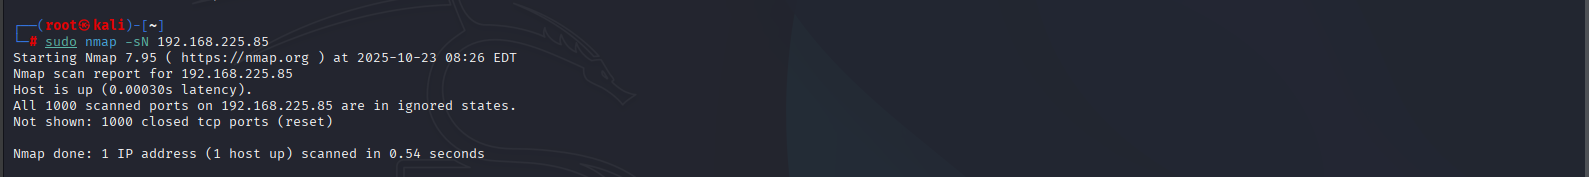 ┌──(root㉿kali)-[~]
└─# sudo nmap -sN 192.168.225.85
Starting Nmap 7.95 ( https://nmap.org ) at 2025-10-23 08:26 EDT
Nmap scan report for 192.168.225.85
Host is up (0.00030s latency).
All 1000 scanned ports on 192.168.225.85 are in ignored states.
Not shown: 1000 closed tcp ports (reset)

Nmap done: 1 IP address (1 host up) scanned in 0.54 seconds